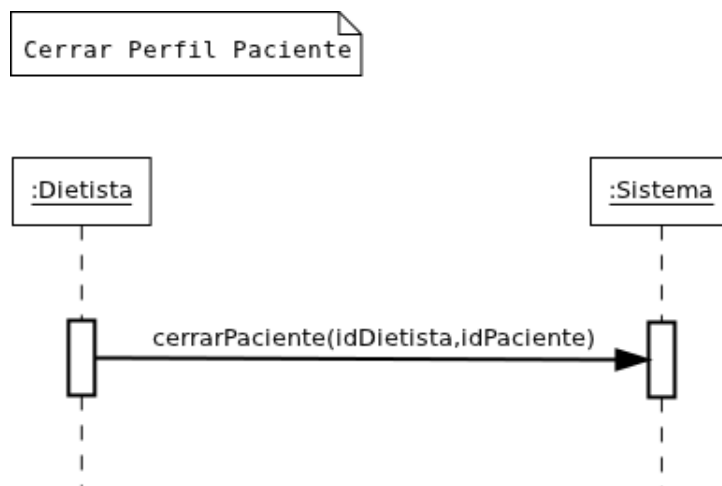 Cerrar Perfil Paciente
:Dietista
:Sistema
cerrarPaciente(idDietista,idPaciente)